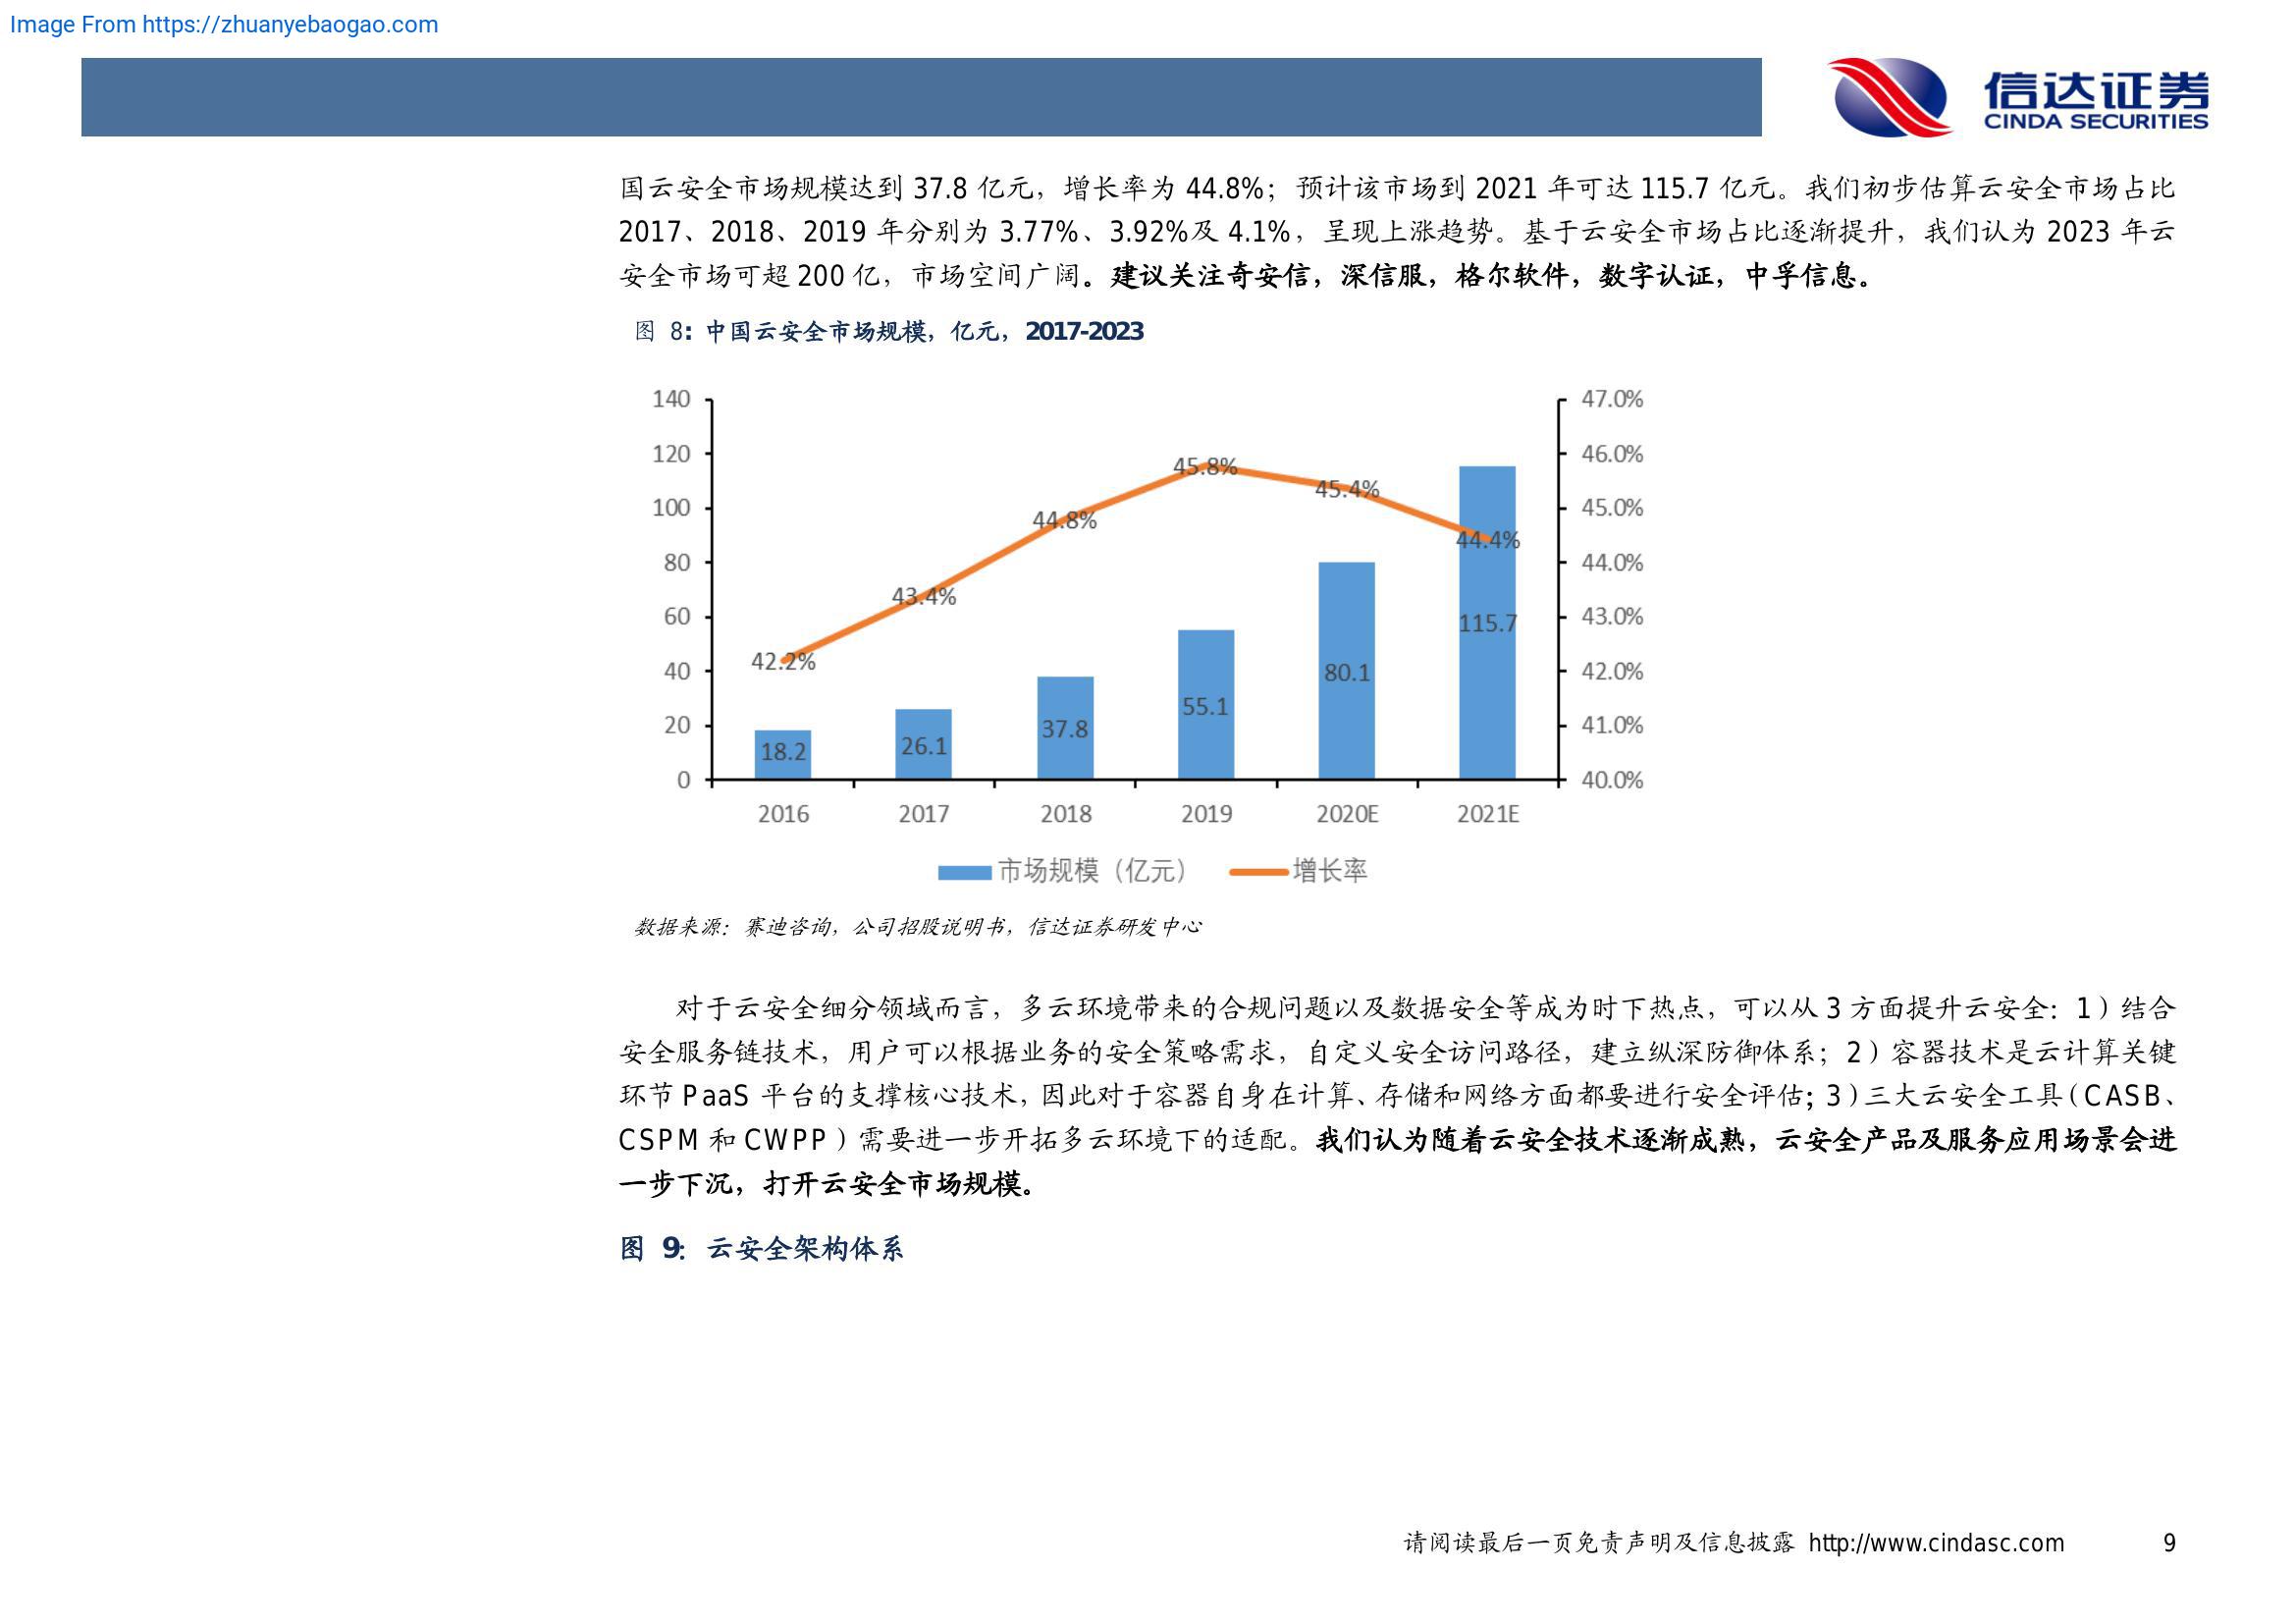 Image From https://zhuanyebaogao.com
信达证券
CINDA SECURITIES
国云安全市场规模达到 37.8 亿元，增长率为 44.8%；预计该市场到 2021 年可达 115.7 亿元。我们初步估算云安全市场占比
2017、2018、2019 年分别为 3.77%、3.92%及 4.1%，呈现上涨趋势。基于云安全市场占比逐渐提升，我们认为 2023 年云
安全市场可超 200 亿，市场空间广阔。建议关注奇安信，深信服，格尔软件，数字认证，中孚信息。
图 8：中国云安全市场规模，亿元，2017-2023
140 47.0%
120 46.0%
100 45.0%
80 44.0%
60 43.0%
40 42.0%
20 41.0%
0 40.0%
42.2% 43.4% 44.8% 45.8% 45.4% 44.4%
18.2 26.1 37.8 55.1 80.1 115.7
2016 2017 2018 2019 2020E 2021E
市场规模（亿元） 增长率
数据来源：赛迪咨询，公司招股说明书，信达证券研发中心
对于云安全细分领域而言，多云环境带来的合规问题以及数据安全等成为时下热点，可以从 3 方面提升云安全：1）结合
安全服务链技术，用户可以根据业务的安全策略需求，自定义安全访问路径，建立纵深防御体系；2）容器技术是云计算关键
环节 PaaS 平台的支撑核心技术，因此对于容器自身在计算、存储和网络方面都要进行安全评估；3）三大云安全工具（CASB、
CSPM 和 CWPP）需要进一步开拓多云环境下的适配。我们认为随着云安全技术逐渐成熟，云安全产品及服务应用场景会进
一步下沉，打开云安全市场规模。
图 9：云安全架构体系
请阅读最后一页免责声明及信息披露 http://www.cindasc.com 9